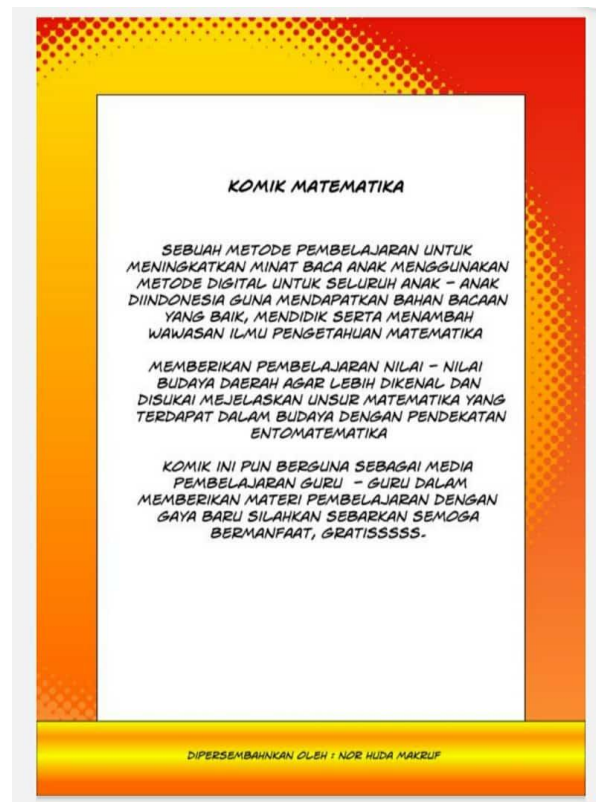 KOMIK MATEMATIKA
SEBUAH METODE PEMBELAJARAN UNTUK
MENINGKATKAN MINAT BACA ANAK MENGGUNAKAN
METODE DIGITAL UNTUK SELURUH ANAK - ANAK
DIINDONESIA GUNA MENDAPATKAN BAHAN BACAAN
YANG BAIK, MENDIDIK SERTA MENAMBAH
WAWASAN ILMU PENGETAHUAN MATEMATIKA
MEMBERIKAN PEMBELAJARAN NILAI - NILAI
BUDAYA DAERAH AGAR LEBIH DIKENAL DAN
DISUKAI MEJELASKAN UNSUR MATEMATIKA YANG
TERDAPAT DALAM BUDAYA DENGAN PENDEKATAN
ENTOMATEMATIKA
KOMIK INI PUN BERGUNA SEBAGAI MEDIA
PEMBELAJARAN GURU - GURU DALAM
MEMBERIKAN MATERI PEMBELAJARAN DENGAN
GAYA BARU SILAHKAN SEBARKAN SEMOGA
BERMANFAAT, GRATISSSSS.
DIPERSEMBAHNKAN OLEH : NOR HUDA MAKRUF